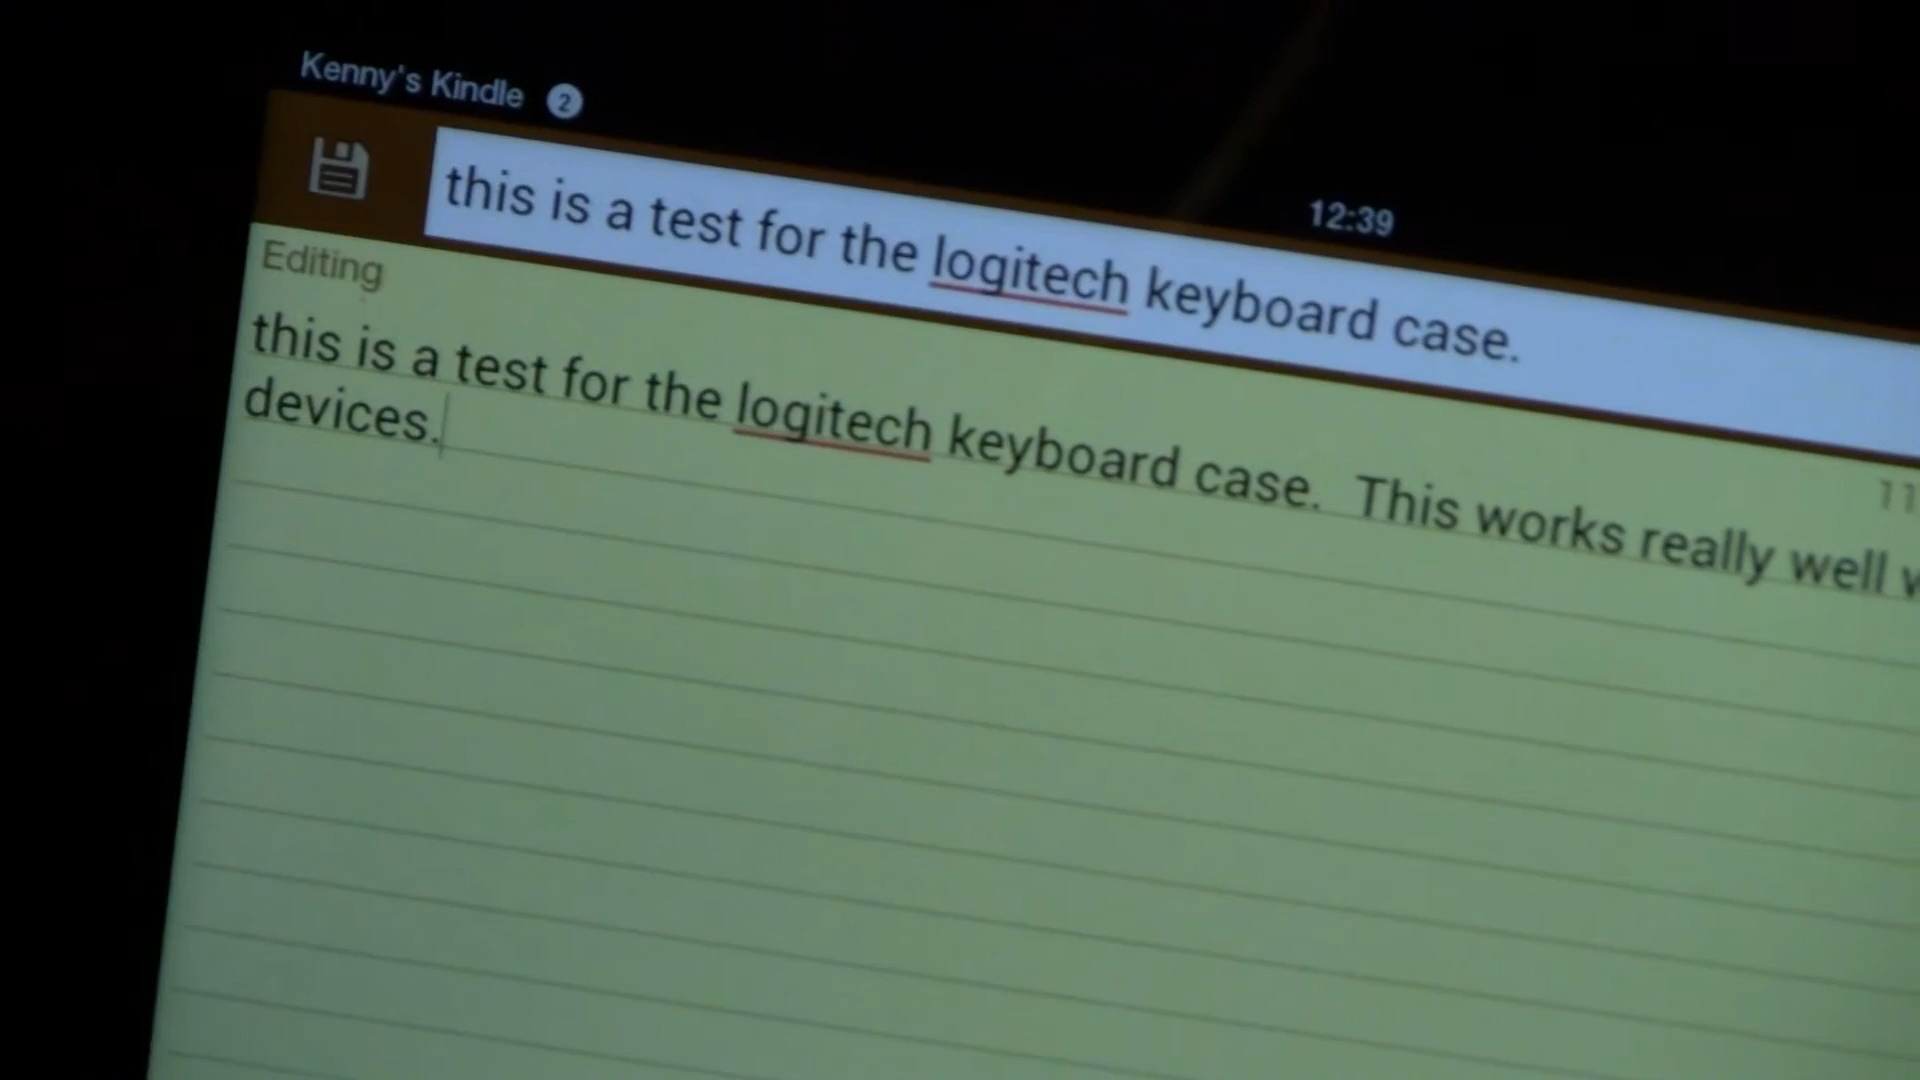 Kenny's Kindle 2
12:39
this is a test for the logitech keyboard case.
Editing
11
this is a test for the logitech keyboard case.  This works really well
devices.